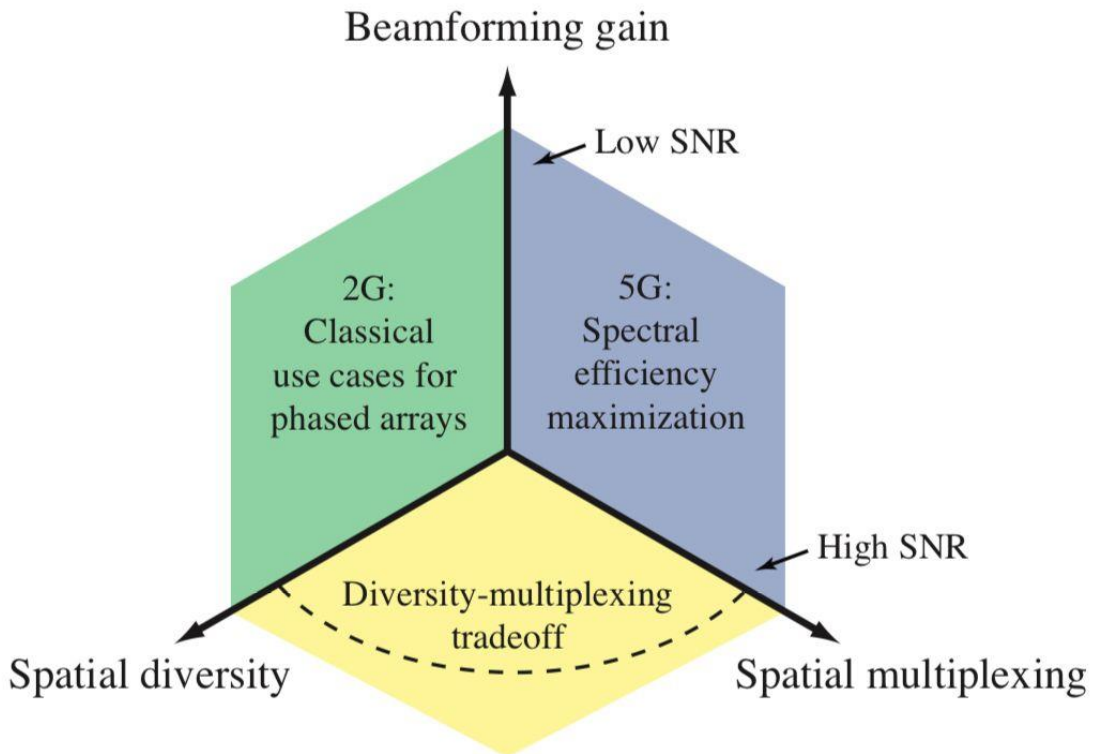 Beamforming gain
Low SNR
2G:
Classical
use cases for
phased arrays
5G:
Spectral
efficiency
maximization
High SNR
Diversity-multiplexing
tradeoff
Spatial diversity
Spatial multiplexing